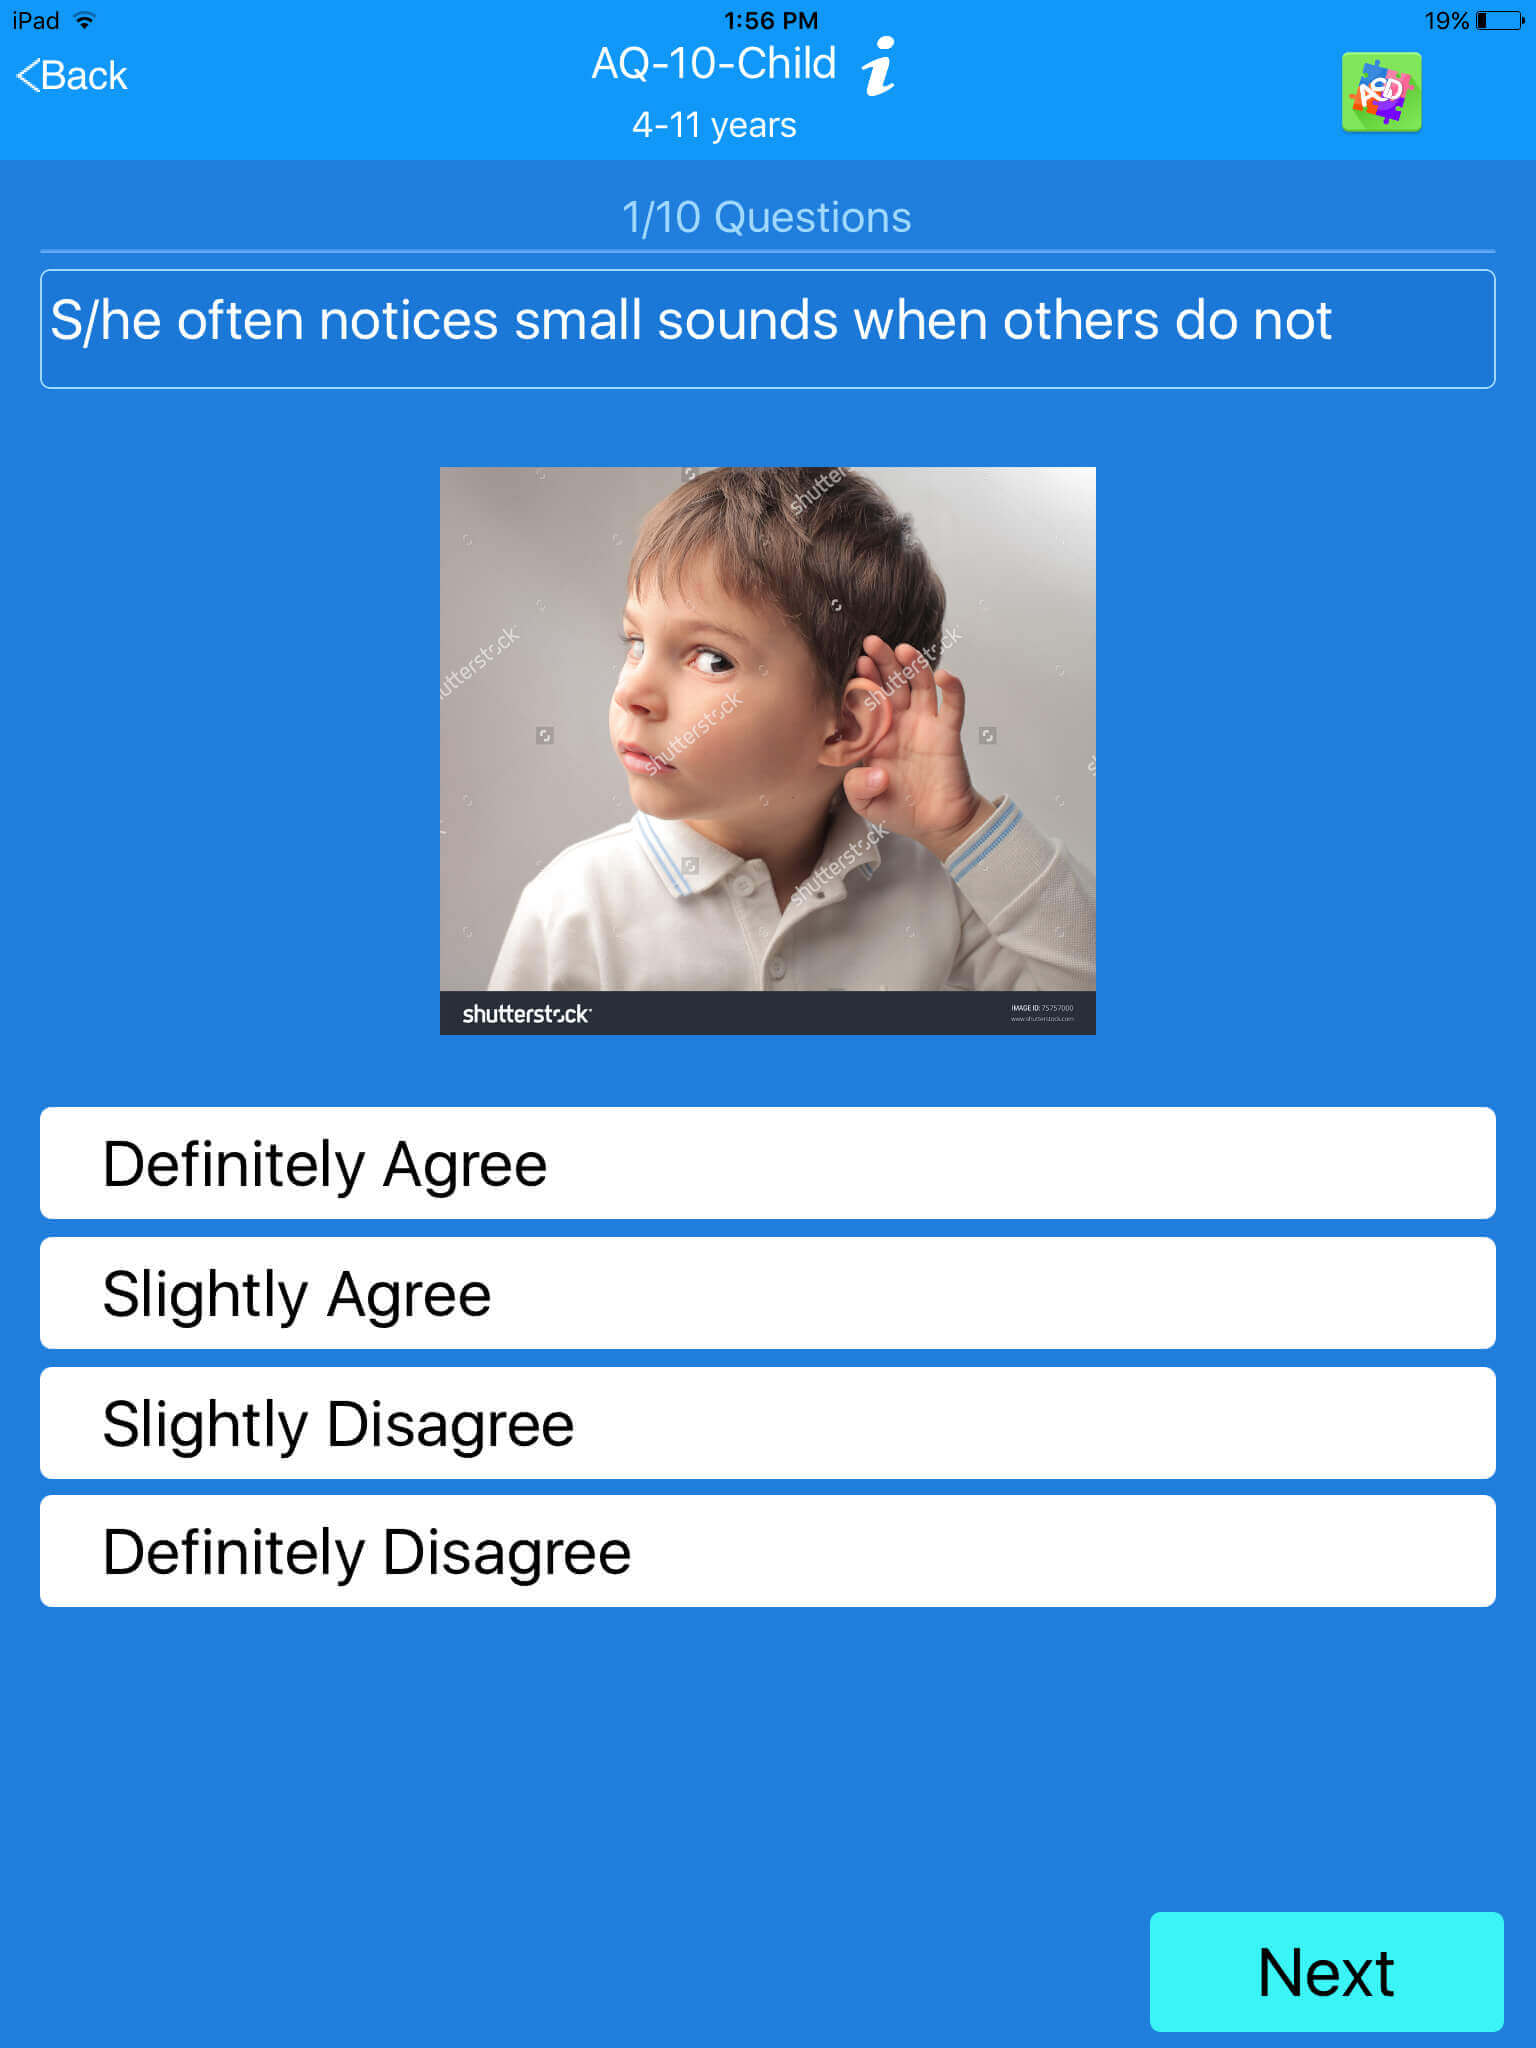 iPad 1:56 PM 19%
<Back
AQ-10-Child i
4-11 years
ASD
1/10 Questions
S/he often notices small sounds when others do not
shutterstock
shutterstock
shutterstock
shutterstock
shutterstock
shutterstock
IMAGE ID: 75757000
www.shutterstock.com
Definitely Agree
Slightly Agree
Slightly Disagree
Definitely Disagree
Next